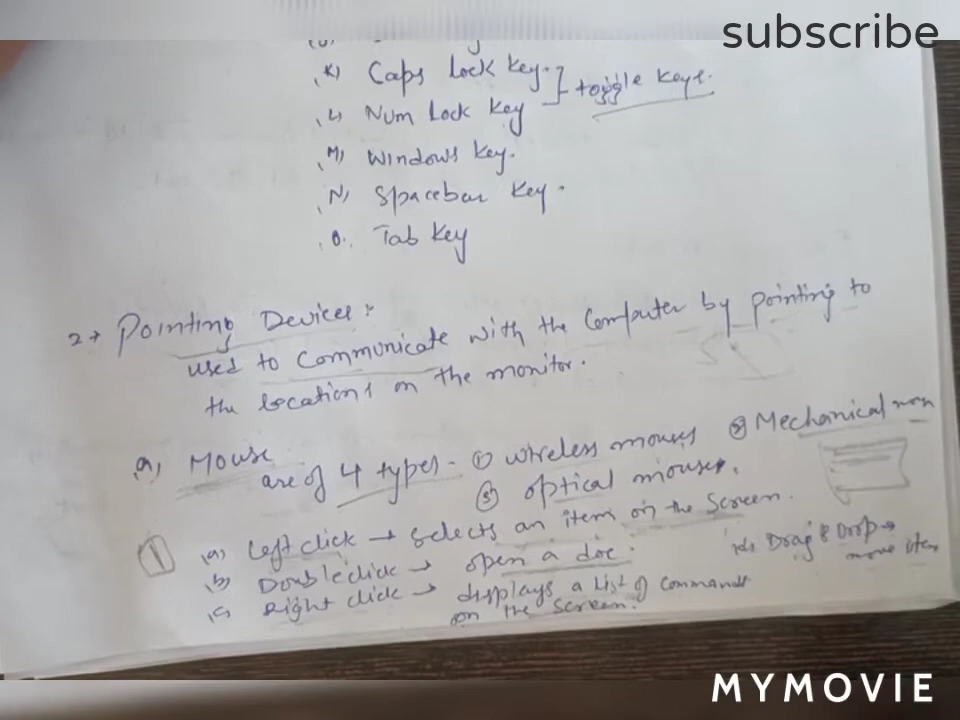 subscribe
(K) Caps lock key.
toggle keys.
(L) Num Lock key
(M) Windows key.
(N) Spacebar key.
(O). Tab key
2→ Pointing Devices:-
used to communicate with the computer by pointing to
the locations on the monitor.
(a) Mouse
are of 4 types - ① wireless mouses ② Mechanical
③ optical mouses.
① (a) Left click → selects an item on the screen.
(b) Double click → open a doc.
(d) Drag & Drop →
move item
(c) Right click → displays a list of commands
on the screen.
MYMOVIE